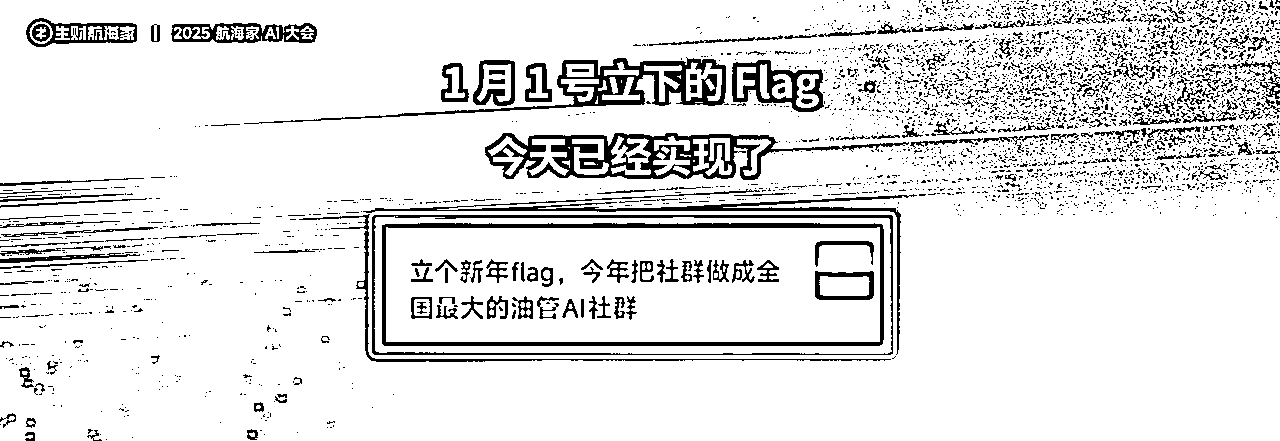 生财航海家 | 2025 航海家 AI 大会
1 月 1 号立下的 Flag
今天已经实现了
立个新年flag，今年把社群做成全
国最大的油管AI社群